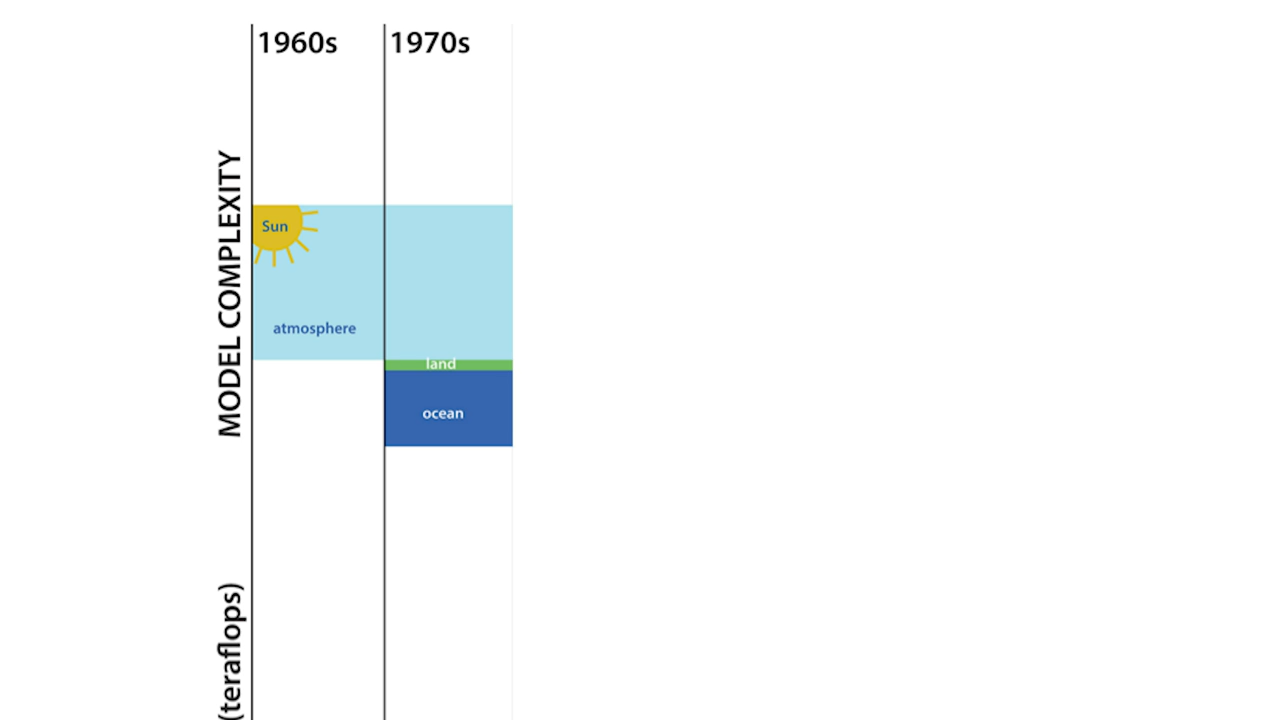 1960s
1970s
MODEL COMPLEXITY
Sun
atmosphere
land
ocean
(teraflops)